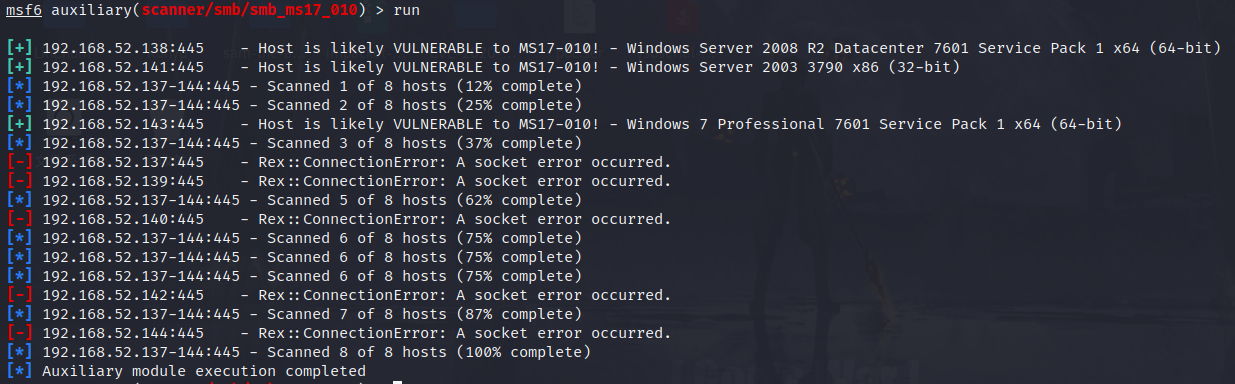 msf6 auxiliary(scanner/smb/smb_ms17_010) > run
[+] 192.168.52.138:445    - Host is likely VULNERABLE to MS17-010! - Windows Server 2008 R2 Datacenter 7601 Service Pack 1 x64 (64-bit)
[+] 192.168.52.141:445    - Host is likely VULNERABLE to MS17-010! - Windows Server 2003 3790 x86 (32-bit)
[*] 192.168.52.137-144:445 - Scanned 1 of 8 hosts (12% complete)
[*] 192.168.52.137-144:445 - Scanned 2 of 8 hosts (25% complete)
[+] 192.168.52.143:445    - Host is likely VULNERABLE to MS17-010! - Windows 7 Professional 7601 Service Pack 1 x64 (64-bit)
[*] 192.168.52.137-144:445 - Scanned 3 of 8 hosts (37% complete)
[-] 192.168.52.137:445    - Rex::ConnectionError: A socket error occurred.
[-] 192.168.52.139:445    - Rex::ConnectionError: A socket error occurred.
[*] 192.168.52.137-144:445 - Scanned 5 of 8 hosts (62% complete)
[-] 192.168.52.140:445    - Rex::ConnectionError: A socket error occurred.
[*] 192.168.52.137-144:445 - Scanned 6 of 8 hosts (75% complete)
[*] 192.168.52.137-144:445 - Scanned 6 of 8 hosts (75% complete)
[*] 192.168.52.137-144:445 - Scanned 6 of 8 hosts (75% complete)
[-] 192.168.52.142:445    - Rex::ConnectionError: A socket error occurred.
[*] 192.168.52.137-144:445 - Scanned 7 of 8 hosts (87% complete)
[-] 192.168.52.144:445    - Rex::ConnectionError: A socket error occurred.
[*] 192.168.52.137-144:445 - Scanned 8 of 8 hosts (100% complete)
[*] Auxiliary module execution completed